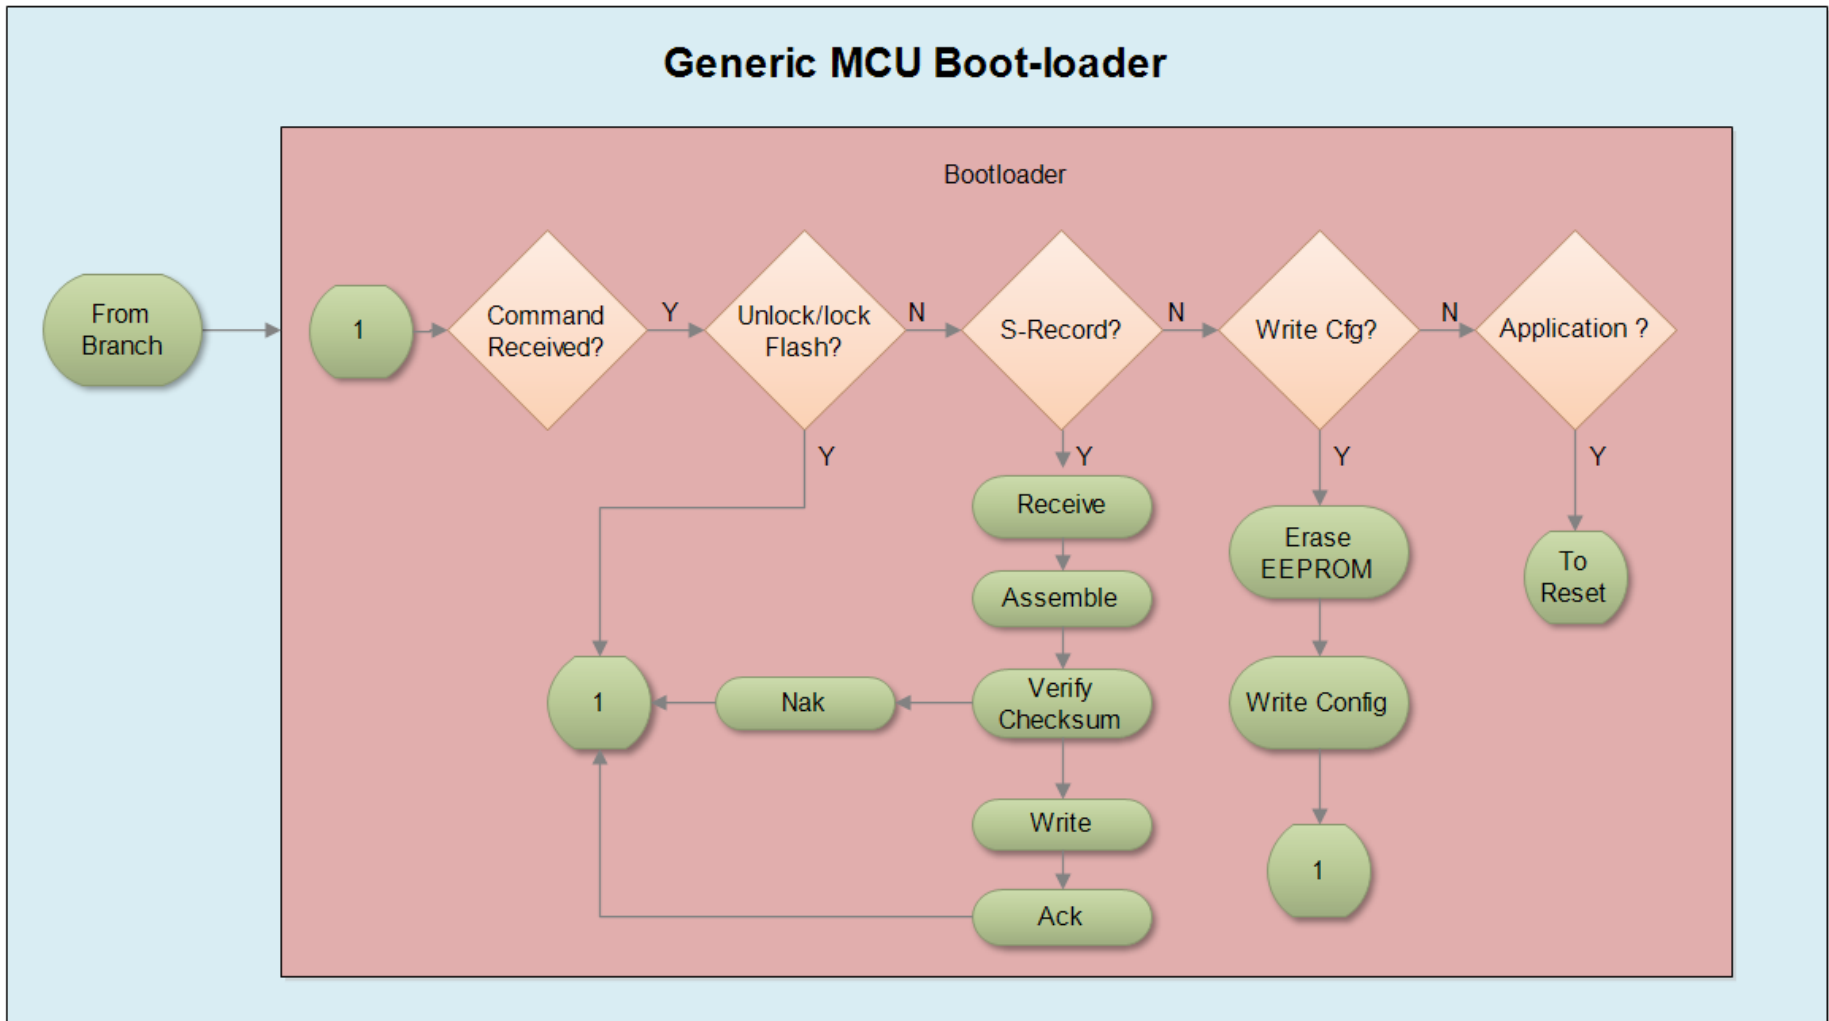 Generic MCU Boot-loader
Bootloader
From
Branch
1
Command
Received?
Y
Unlock/lock
Flash?
N
S-Record?
N
Write Cfg?
N
Application ?
Y
Y
Y
Y
Receive
Erase
EEPROM
To
Reset
Assemble
1
Nak
Verify
Checksum
Write Config
Write
1
Ack